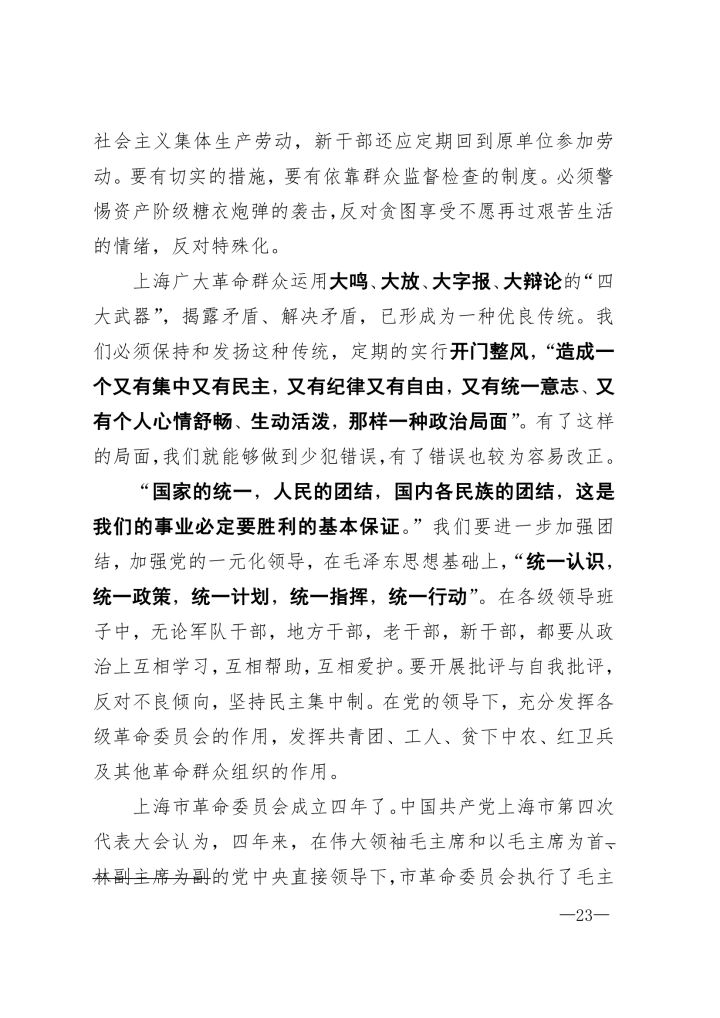 社会主义集体生产劳动，新干部还应定期回到原单位参加劳
动。要有切实的措施，要有依靠群众监督检查的制度。必须警
惕资产阶级糖衣炮弹的袭击，反对贪图享受不愿再过艰苦生活
的情绪，反对特殊化。
上海广大革命群众运用大鸣、大放、大字报、大辩论的“四
大武器”，揭露矛盾、解决矛盾，已形成为一种优良传统。我
们必须保持和发扬这种传统，定期的实行开门整风，“造成一
个又有集中又有民主，又有纪律又有自由，又有统一意志、又
有个人心情舒畅、生动活泼，那样一种政治局面”。有了这样
的局面，我们就能够做到少犯错误，有了错误也较为容易改正。
“国家的统一，人民的团结，国内各民族的团结，这是
我们的事业必定要胜利的基本保证。”我们要进一步加强团
结，加强党的一元化领导，在毛泽东思想基础上，“统一认识，
统一政策，统一计划，统一指挥，统一行动”。在各级领导班
子中，无论军队干部，地方干部，老干部，新干部，都要从政
治上互相学习，互相帮助，互相爱护。要开展批评与自我批评，
反对不良倾向，坚持民主集中制。在党的领导下，充分发挥各
级革命委员会的作用，发挥共青团、工人、贫下中农、红卫兵
及其他革命群众组织的作用。
上海市革命委员会成立四年了。中国共产党上海市第四次
代表大会认为，四年来，在伟大领袖毛主席和以毛主席为首、
林副主席为副的党中央直接领导下，市革命委员会执行了毛主
—23—